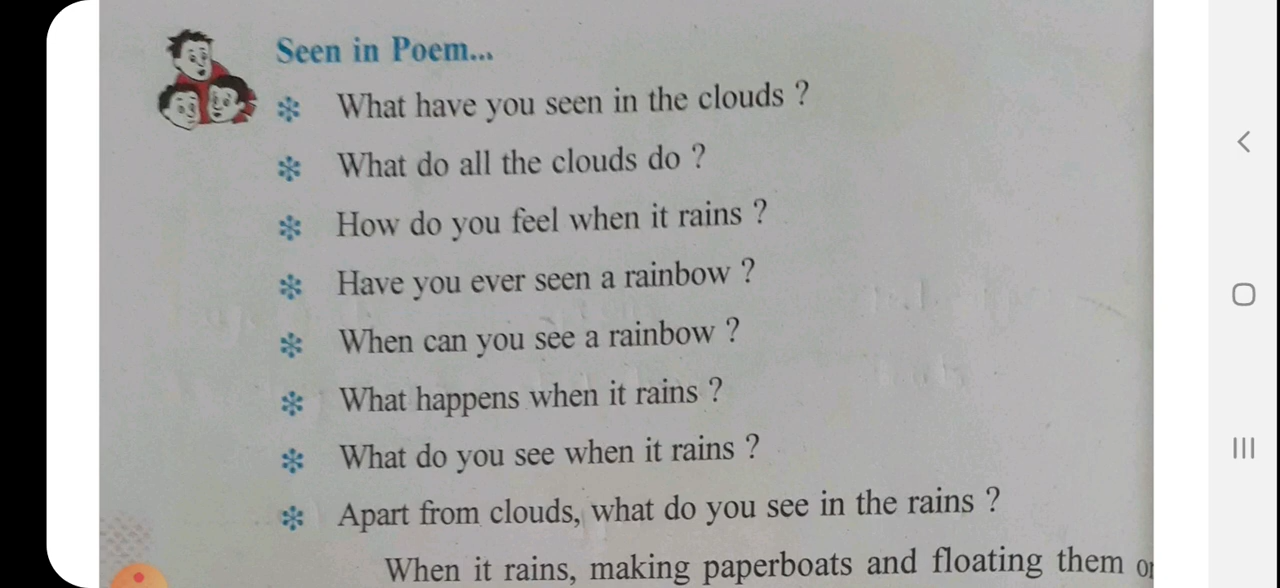 Seen in Poem...
What have you seen in the clouds ?
What do all the clouds do ?
How do you feel when it rains ?
Have you ever seen a rainbow ?
When can you see a rainbow ?
What happens when it rains ?
What do you see when it rains ?
Apart from clouds, what do you see in the rains ?
When it rains, making paperboats and floating them